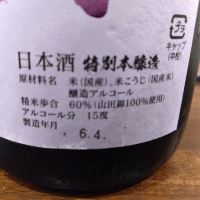 プラ
キャップ
(中栓)
日本酒 特別本醸造
原材料名 米(国産)、米こうじ(国産米)
醸造アルコール
精米歩合 60%(山田錦100%使用)
アルコール分 15度
製造年月
6.4.